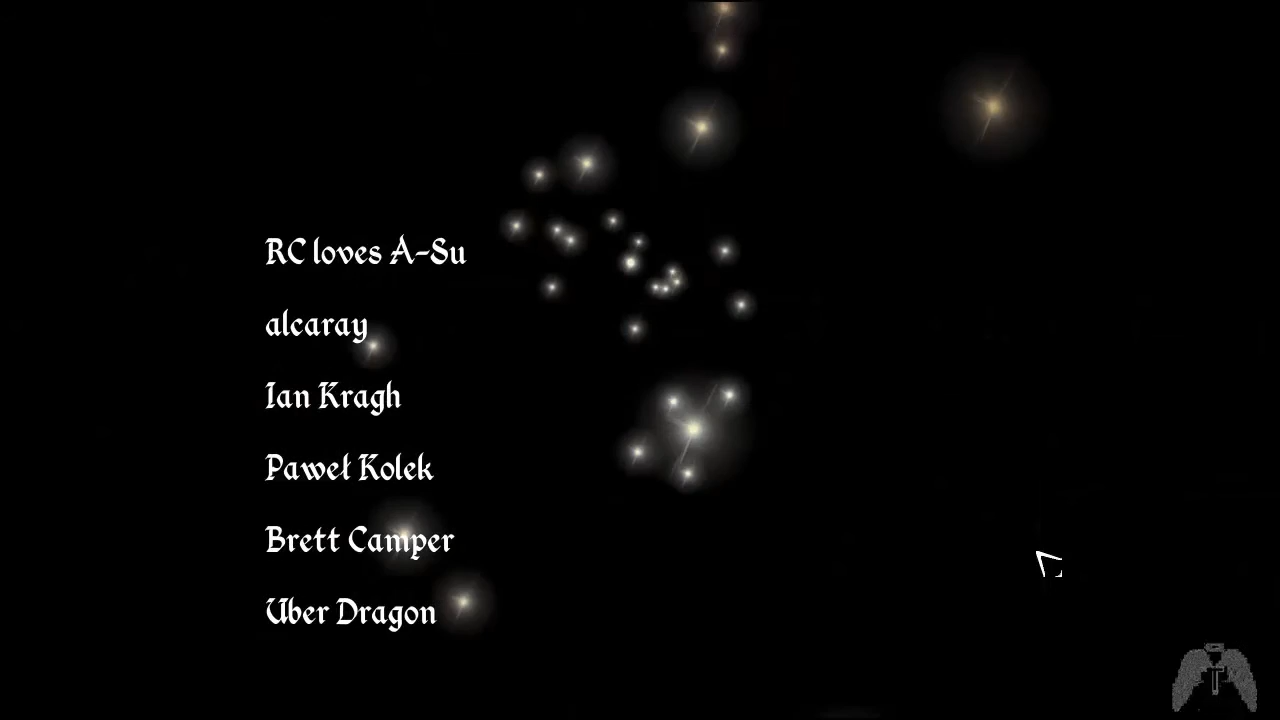 RC loves A-Su
alcaray
Ian Kragh
Paweł Kolek
Brett Camper
Uber Dragon